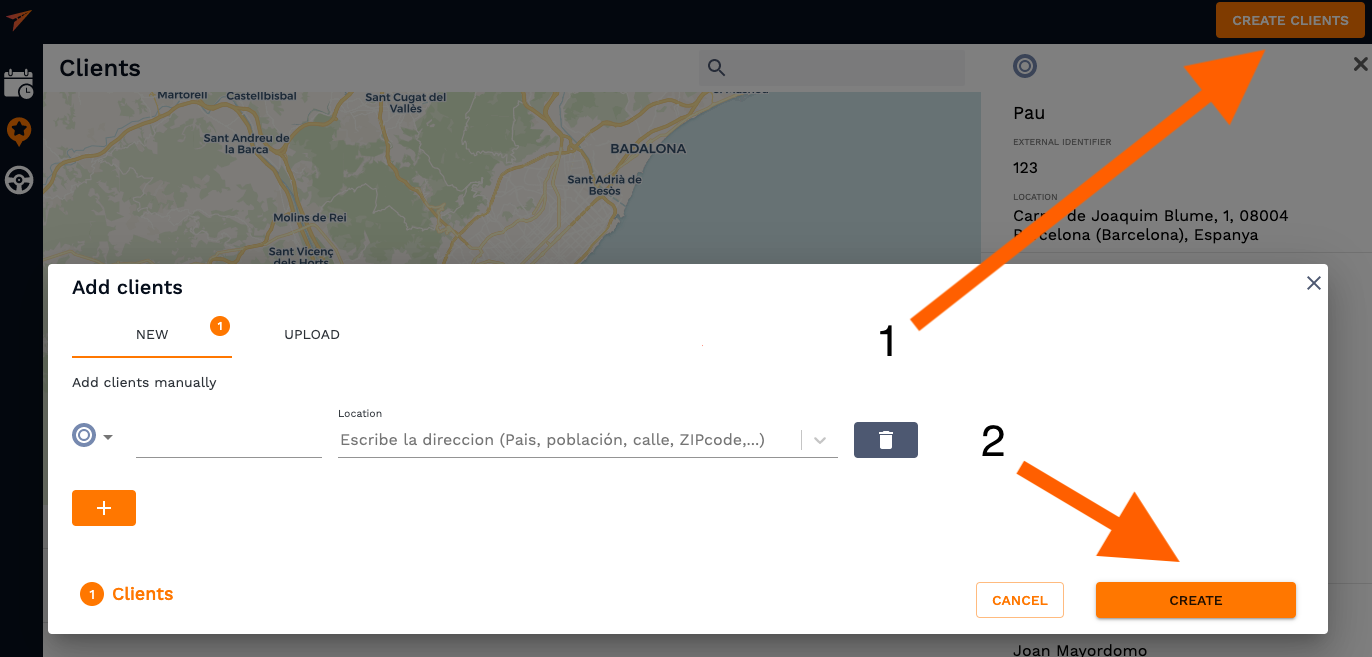 CREATE CLIENTS
Clients
Martorell
Castellbisbal
Sant Cugat del
Vallès
Sant Andreu de
la Barca
BADALONA
Sant Adrià de
Besòs
Molins de Rei
Sant Vicenç
dels Horts
Pau
EXTERNAL IDENTIFIER
123
LOCATION
Carrer de Joaquim Blume, 1, 08004
Barcelona (Barcelona), Espanya
Add clients
NEW
1
UPLOAD
1
Add clients manually
Location
Escribe la direccion (Pais, población, calle, ZIPcode,...)
2
1 Clients
CANCEL
CREATE
Joan Mayordomo